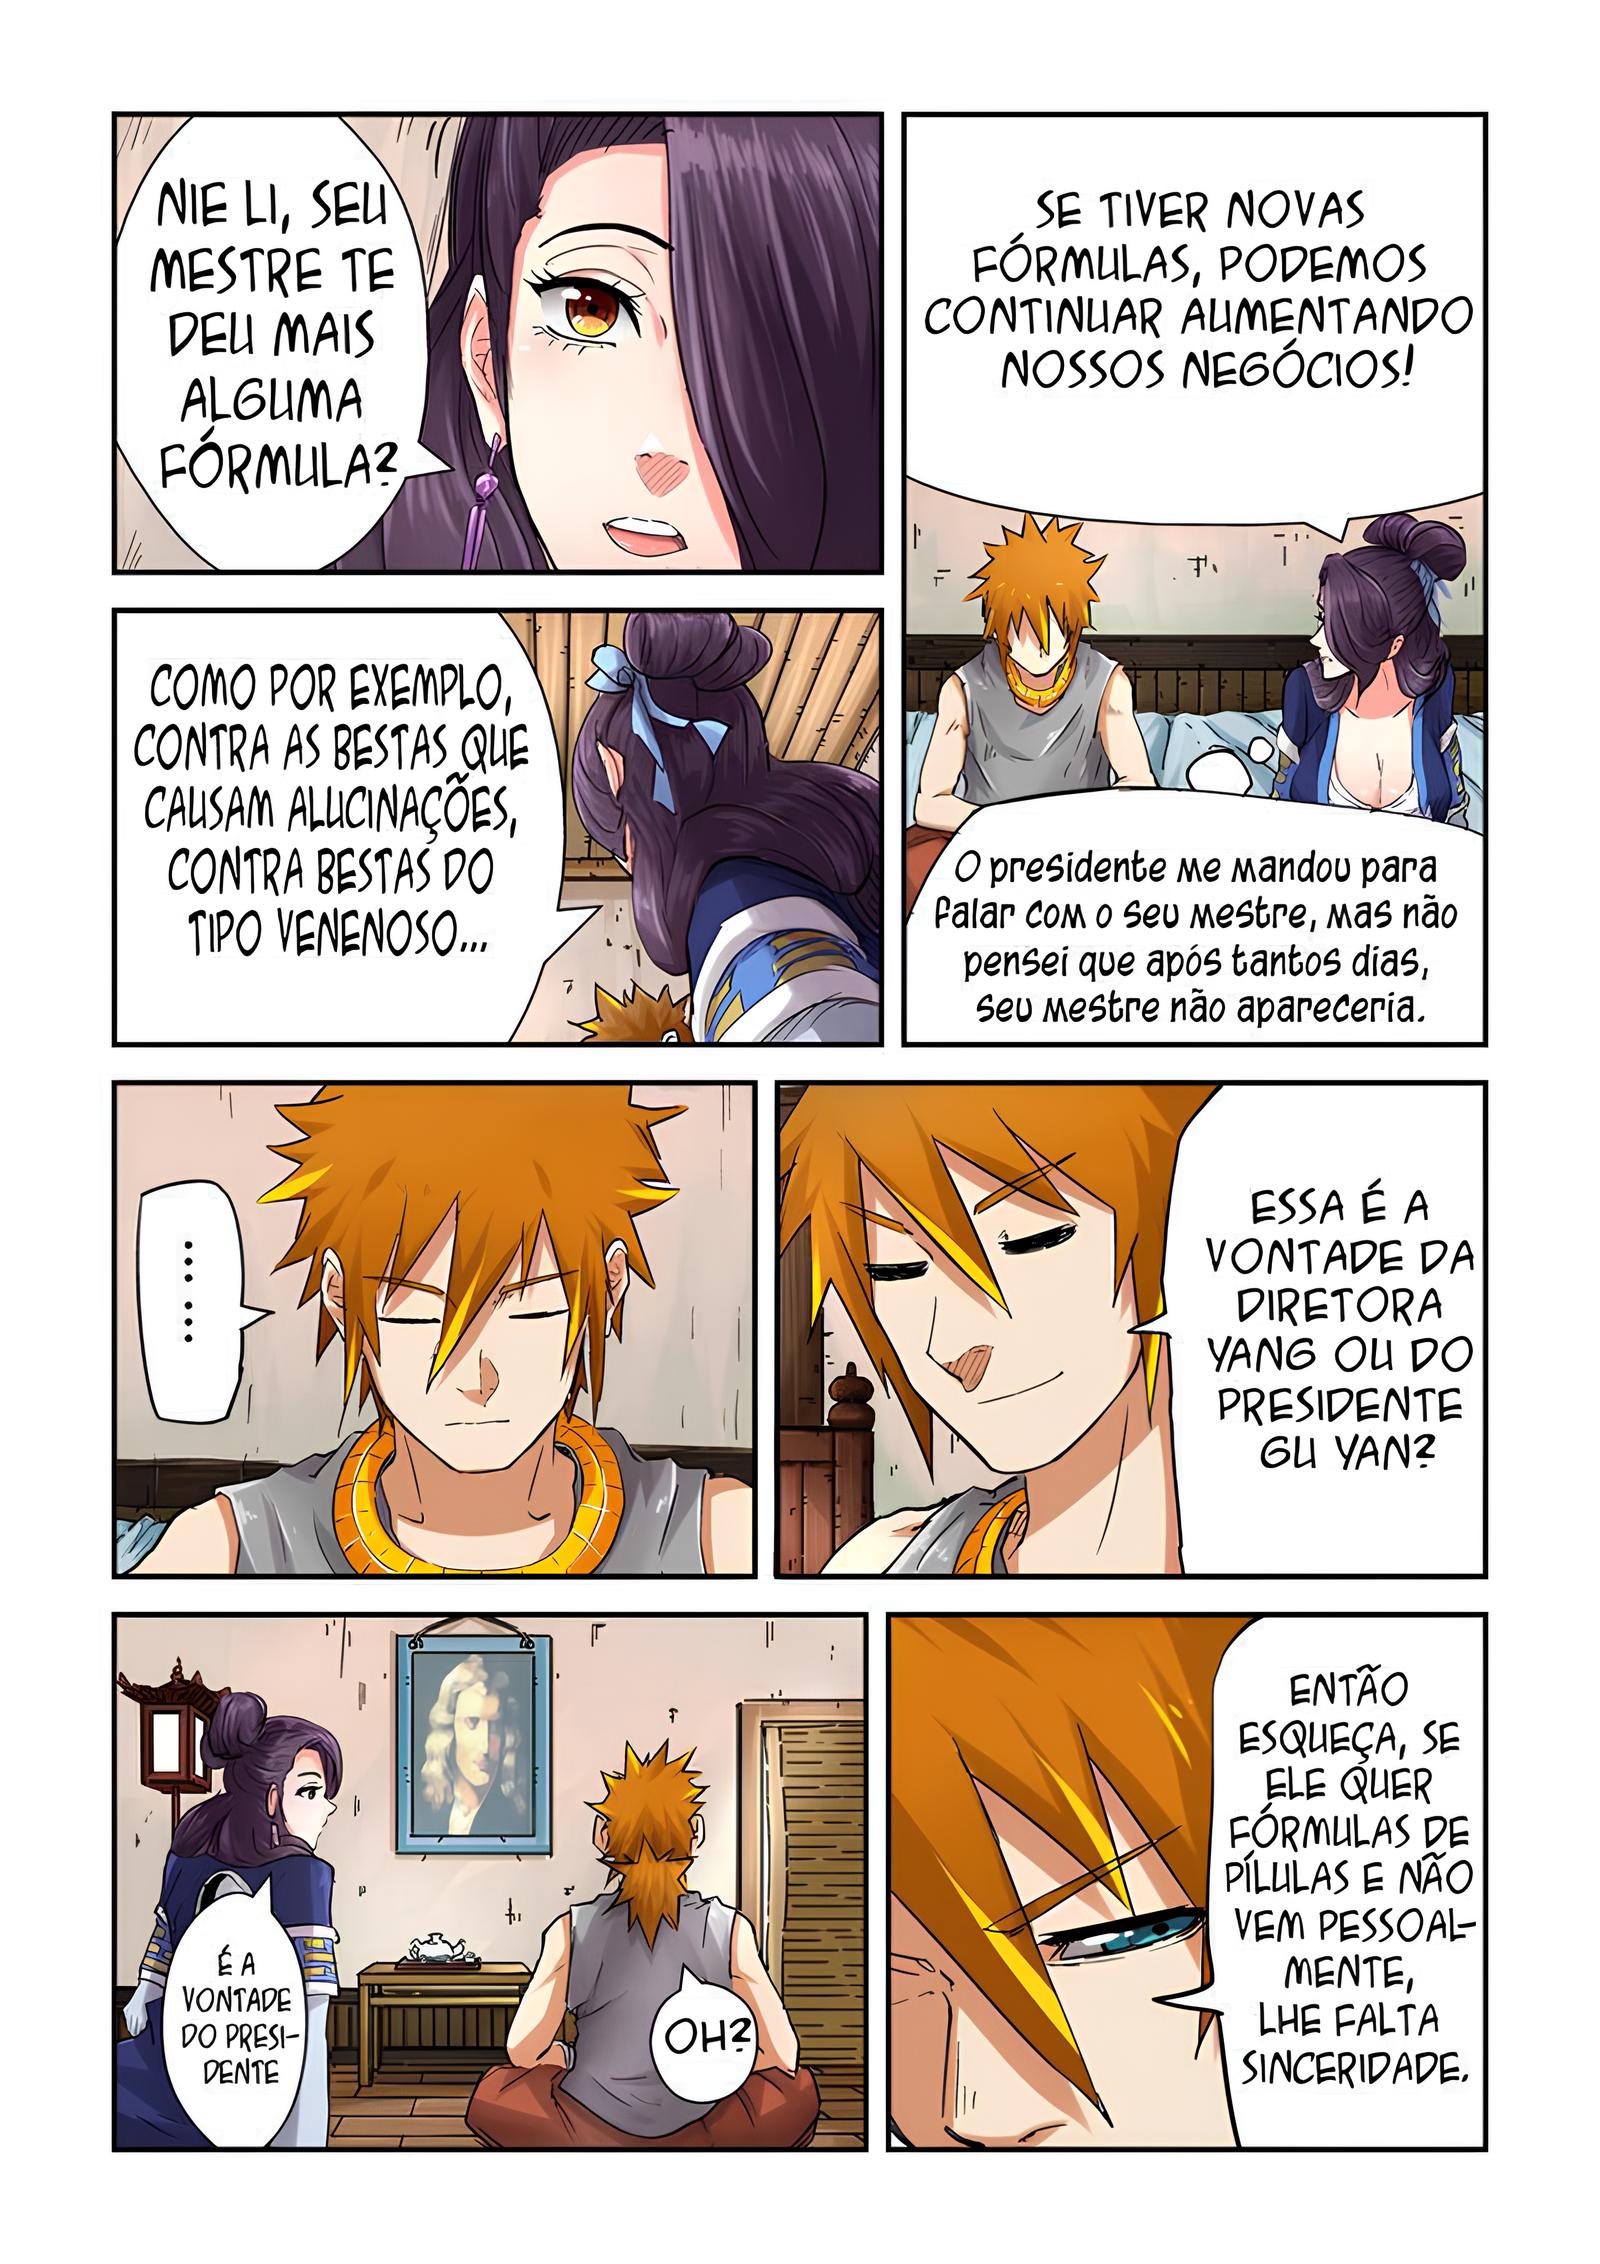 NIE LI, SEU
MESTRE TE
DEU MAIS
ALGUMA
FÓRMULA?
COMO POR EXEMPLO,
CONTRA AS BESTAS QUE
CAUSAM ALUCINAÇÕES,
CONTRA BESTAS DO
TIPO VENENOSO...
SE TIVER NOVAS
FÓRMULAS, PODEMOS
CONTINUAR AUMENTANDO
NOSSOS NEGÓCIOS!
O presidente me mandou para
falar com o seu mestre, mas não
pensei que após tantos dias,
seu mestre não apareceria.
......
ESSA É A
VONTADE DA
DIRETORA
YANG OU DO
PRESIDENTE
GU YAN?
É A
VONTADE
DO PRESI-
DENTE
OH?
ENTÃO
ESQUEÇA, SE
ELE QUER
FÓRMULAS DE
PÍLULAS E NÃO
VEM PESSOAL-
MENTE,
LHE FALTA
SINCERIDADE.